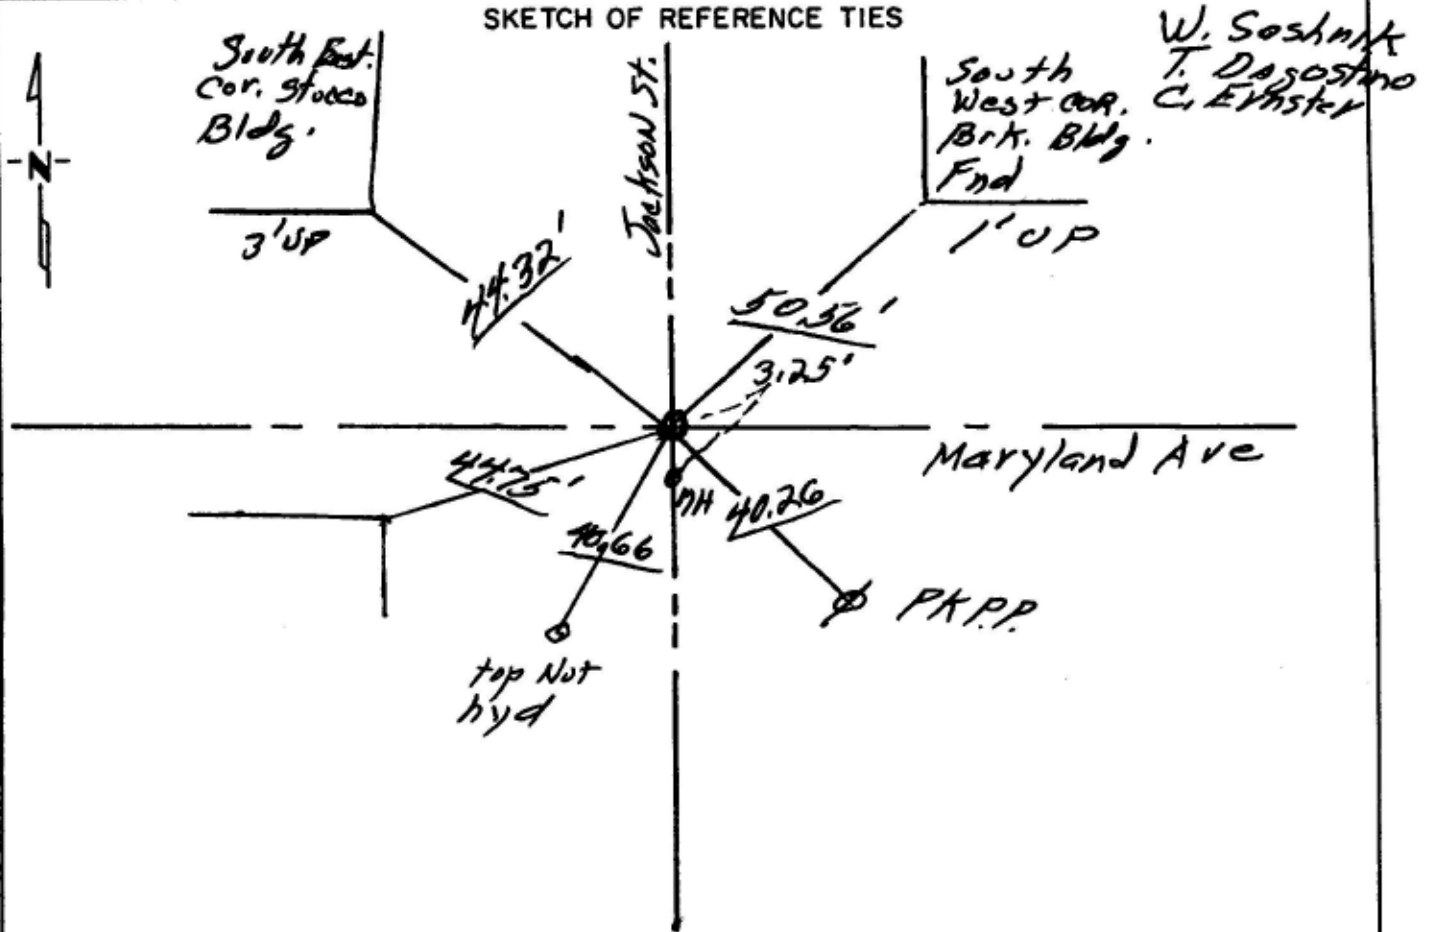 SKETCH OF REFERENCE TIES
W. Soshnik
T. Dagostino
C. Ernster
South East.
Cor. Stucco
Bldg.
Jackson St.
South
West COR.
Brk. Bldg.
Fnd
N
3' UP
1' UP
44.32'
50.56'
3.25'
Maryland Ave
44.75'
MH
40.26
40.66
PK P.P.
top Nut
hyd